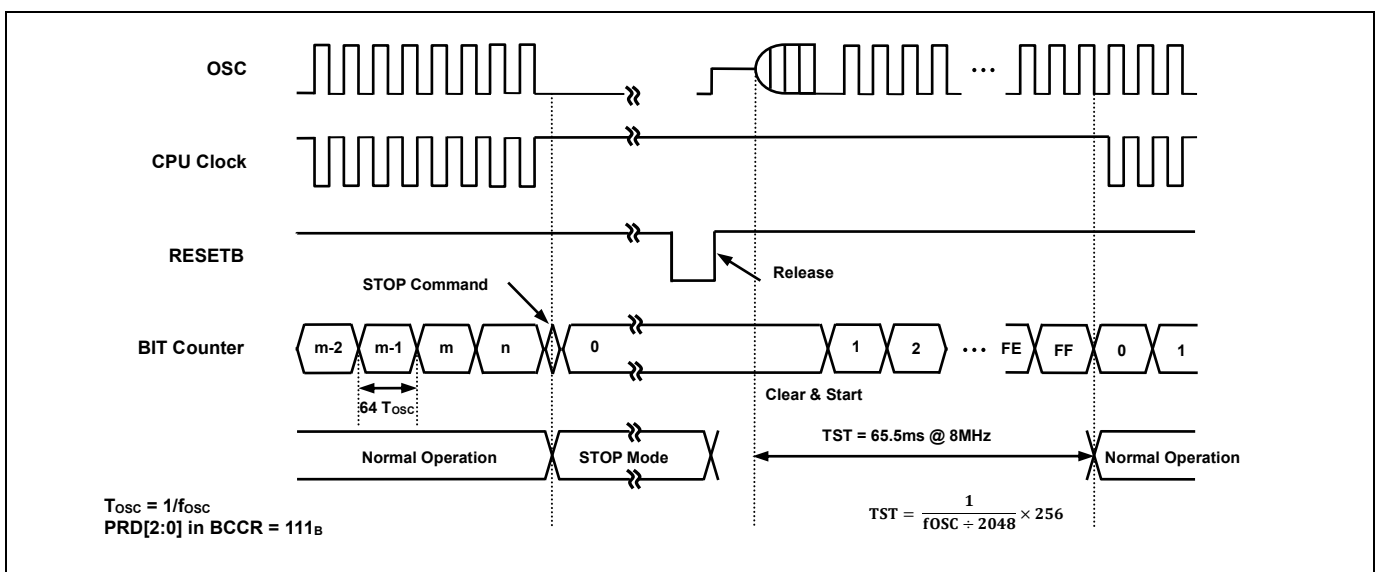 OSC
...
CPU Clock
RESETB
Release
STOP Command
BIT Counter
m-2 m-1 m n 0 1 2 ... FE FF 0 1
64 Tosc
Clear & Start
TST = 65.5ms @ 8MHz
Normal Operation STOP Mode Normal Operation
Tosc = 1/fosc
PRD[2:0] in BCCR = 111B
TST = 1 / (fOSC ÷ 2048) × 256